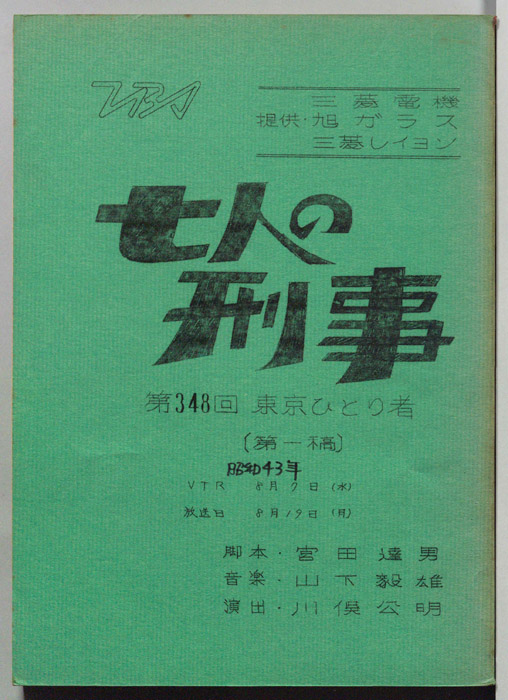 TBS
三菱電機
提供・旭ガラス
三菱レイヨン
七人の
刑事
第348回 東京ひとり者
(第一稿)
昭和43年
VTR 8月7日(水)
放送日 8月19日(月)
脚本・宮田達男
音楽・山下毅雄
演出・川俣公明